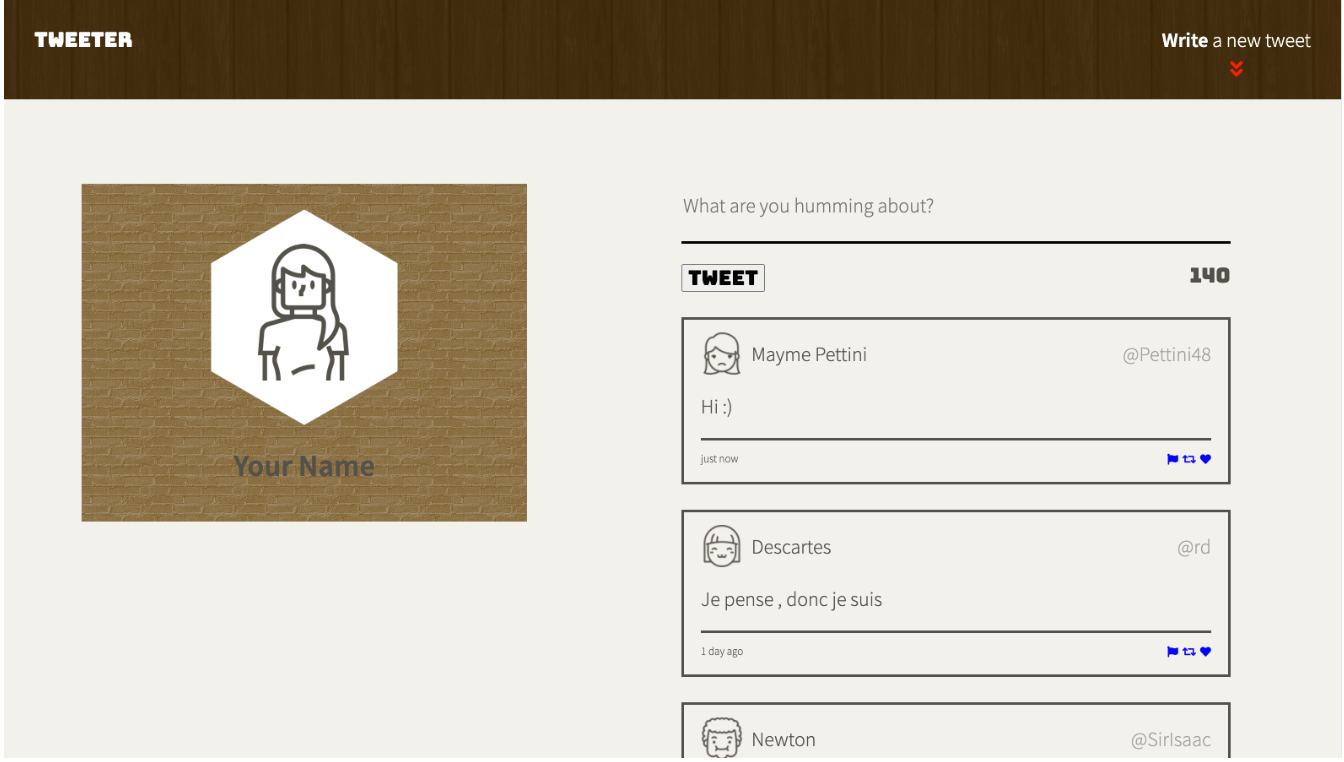 TWEETER
Write a new tweet
Your Name
What are you humming about?
TWEET
140
Mayme Pettini
@Pettini48
Hi :)
just now
Descartes
@rd
Je pense , donc je suis
1 day ago
Newton
@SirIsaac